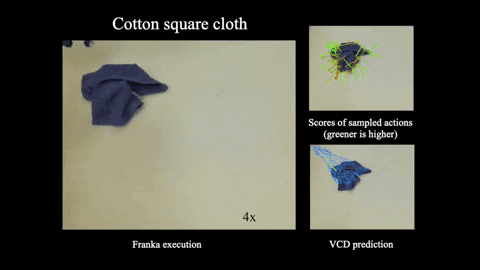 Cotton square cloth
4x
Scores of sampled actions
(greener is higher)
Franka execution
VCD prediction